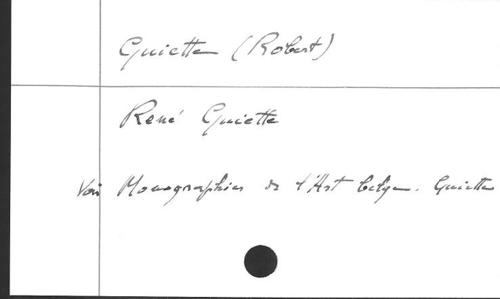 Guiette (Robert)
René Guiette
Voir Monographies de l'Art belge. Guiette